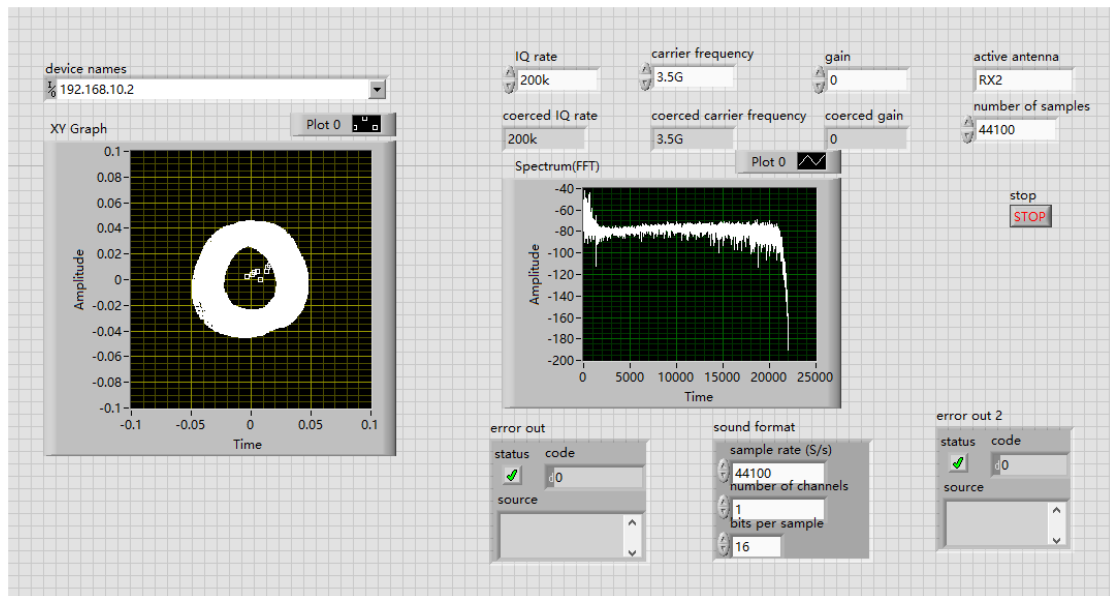 device names
192.168.10.2
IQ rate
200k
carrier frequency
3.5G
gain
0
active antenna
RX2
coerced IQ rate
200k
coerced carrier frequency
3.5G
coerced gain
0
number of samples
44100
XY Graph
Plot 0
0.1
0.08
0.06
0.04
0.02
0
-0.02
-0.04
-0.06
-0.08
-0.1
Amplitude
-0.1 -0.05 0 0.05 0.1
Time
Spectrum(FFT)
Plot 0
-40
-60
-80
-100
-120
-140
-160
-180
-200
Amplitude
0 5000 10000 15000 20000 25000
Time
stop
STOP
error out
status code
0
source
sound format
sample rate (S/s)
44100
number of channels
1
bits per sample
16
error out 2
status code
0
source